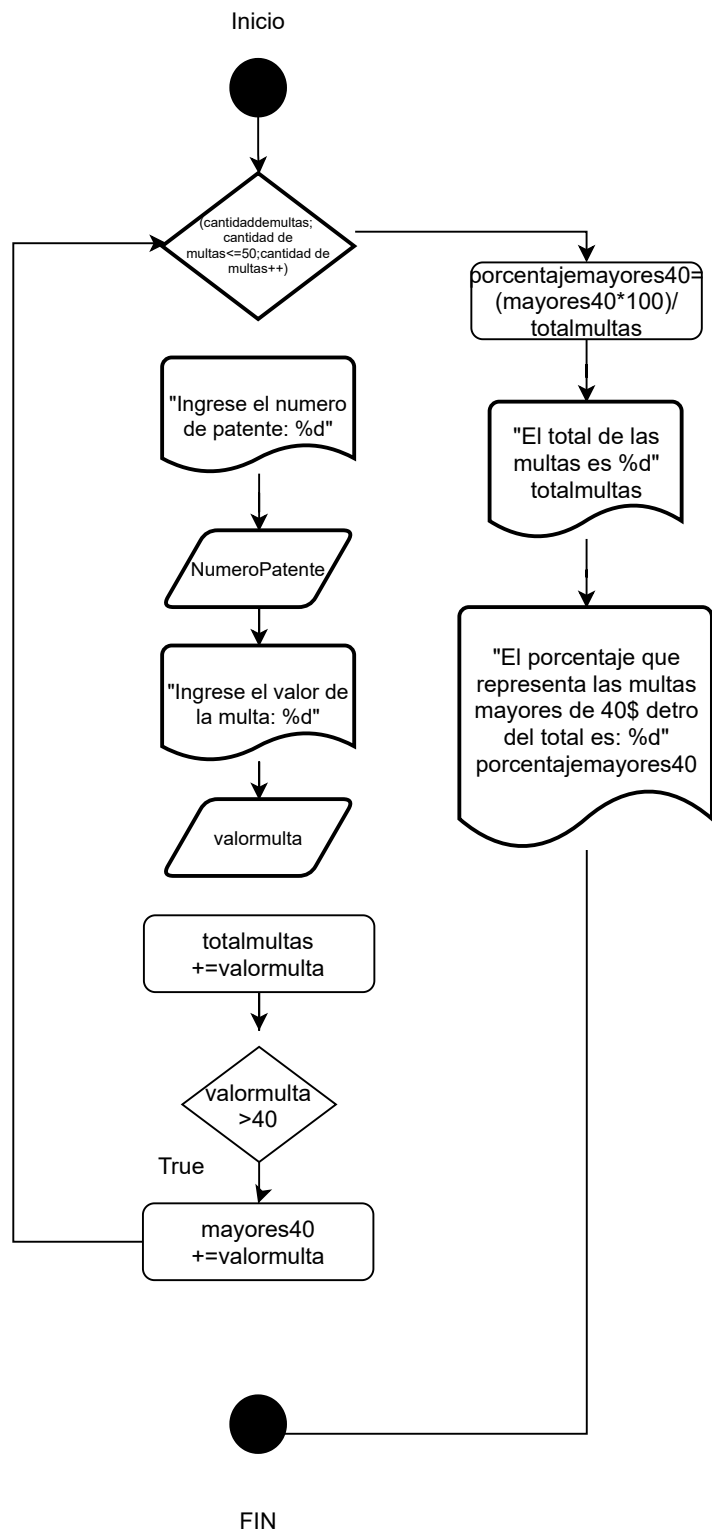 Inicio
(cantidaddemultas;
cantidad de
multas<=50;cantidad de
multas++)
"Ingrese el numero
de patente: %d"
NumeroPatente
"Ingrese el valor de
la multa: %d"
valormulta
totalmultas
+=valormulta
valormulta
>40
True
mayores40
+=valormulta
porcentajemayores40=
(mayores40*100)/
totalmultas
"El total de las
multas es %d"
totalmultas
"El porcentaje que
representa las multas
mayores de 40$ detro
del total es: %d"
porcentajemayores40
FIN